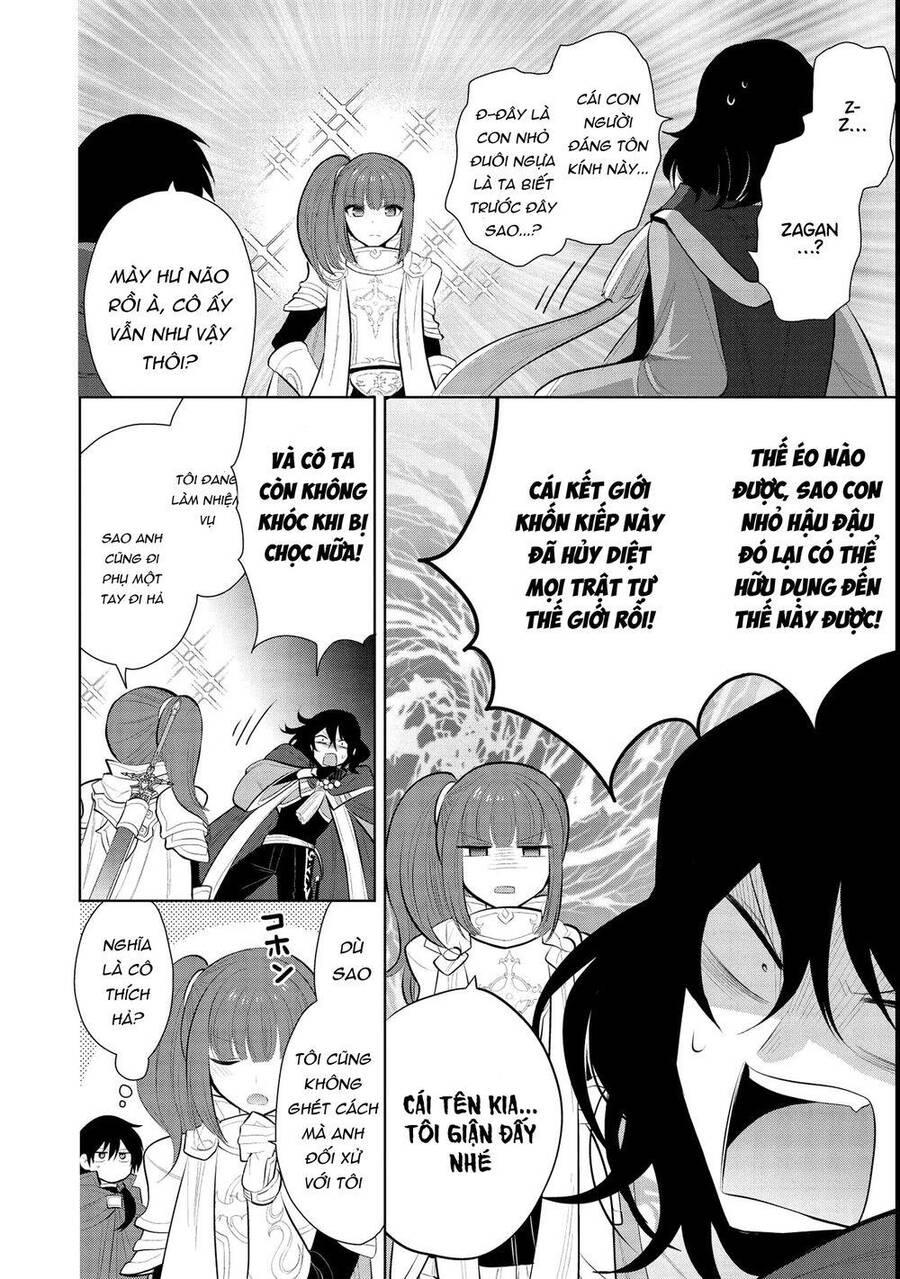 Z-
Z...
ZAGAN
...?
CÁI CON
NGƯỜI
ĐÁNG TÔN
KÍNH NÀY...
Đ-ĐÂY LÀ
CON NHỎ
ĐUÔI NGỰA
LÀ TA BIẾT
TRƯỚC ĐÂY
SAO...?
MÀY HƯ NÃO
RỒI À, CÔ ẤY
VẪN NHƯ VẬY
THÔI?
THẾ ÉO NÀO
ĐƯỢC, SAO CON
NHỎ HẬU ĐẬU
ĐÓ LẠI CÓ THỂ
HỮU DỤNG ĐẾN
THẾ NÀY ĐƯỢC!
CÁI KẾT GIỚI
KHỐN KIẾP NÀY
ĐÃ HỦY DIỆT
MỌI TRẬT TỰ
THẾ GIỚI RỒI!
CÁI TÊN KIA...
TÔI GIẬN ĐẤY
NHÉ
VÀ CÔ TA
CÒN KHÔNG
KHÓC KHI BỊ
CHỌC NỮA!
TÔI ĐANG
LÀM NHIỆM
VỤ
SAO ANH
CŨNG ĐI
PHỤ MỘT
TAY ĐI HẢ
DÙ
SAO
コホン
TÔI CŨNG
KHÔNG
GHÉT CÁCH
MÀ ANH
ĐỐI XỬ
VỚI TÔI
NGHĨA
LÀ CÔ
THÍCH
HẢ?